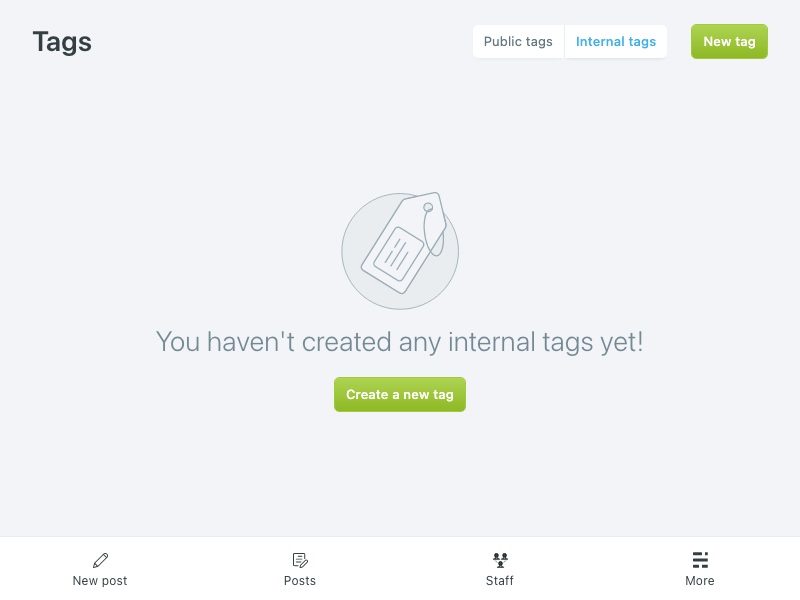 Tags
Public tags
Internal tags
New tag
You haven't created any internal tags yet!
Create a new tag
New post
Posts
Staff
More